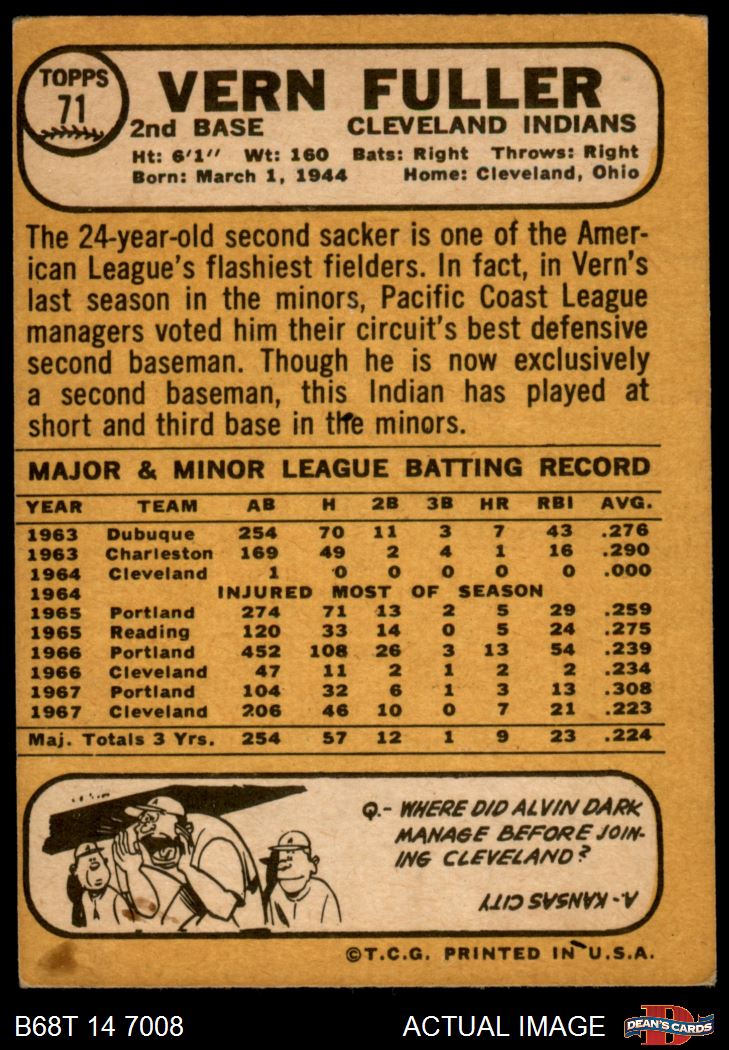 TOPPS
71
VERN FULLER
2nd BASE CLEVELAND INDIANS
Ht: 6'1" Wt: 160 Bats: Right Throws: Right
Born: March 1, 1944 Home: Cleveland, Ohio
The 24-year-old second sacker is one of the Amer-
ican League's flashiest fielders. In fact, in Vern's
last season in the minors, Pacific Coast League
managers voted him their circuit's best defensive
second baseman. Though he is now exclusively
a second baseman, this Indian has played at
short and third base in the minors.
MAJOR & MINOR LEAGUE BATTING RECORD
YEAR TEAM AB H 2B 3B HR RBI AVG.
1963 Dubuque 254 70 11 3 7 43 .276
1963 Charleston 169 49 2 4 1 16 .290
1964 Cleveland 1 0 0 0 0 0 .000
1964 INJURED MOST OF SEASON
1965 Portland 274 71 13 2 5 29 .259
1965 Reading 120 33 14 0 5 24 .275
1966 Portland 452 108 26 3 13 54 .239
1966 Cleveland 47 11 2 1 2 2 .234
1967 Portland 104 32 6 1 3 13 .308
1967 Cleveland 206 46 10 0 7 21 .223
Maj. Totals 3 Yrs. 254 57 12 1 9 23 .224
Q.- WHERE DID ALVIN DARK
MANAGE BEFORE JOIN-
ING CLEVELAND?
A- KANSAS CITY
©T.C.G. PRINTED IN U.S.A.
B68T 14 7008 ACTUAL IMAGE D DEAN'S CARDS